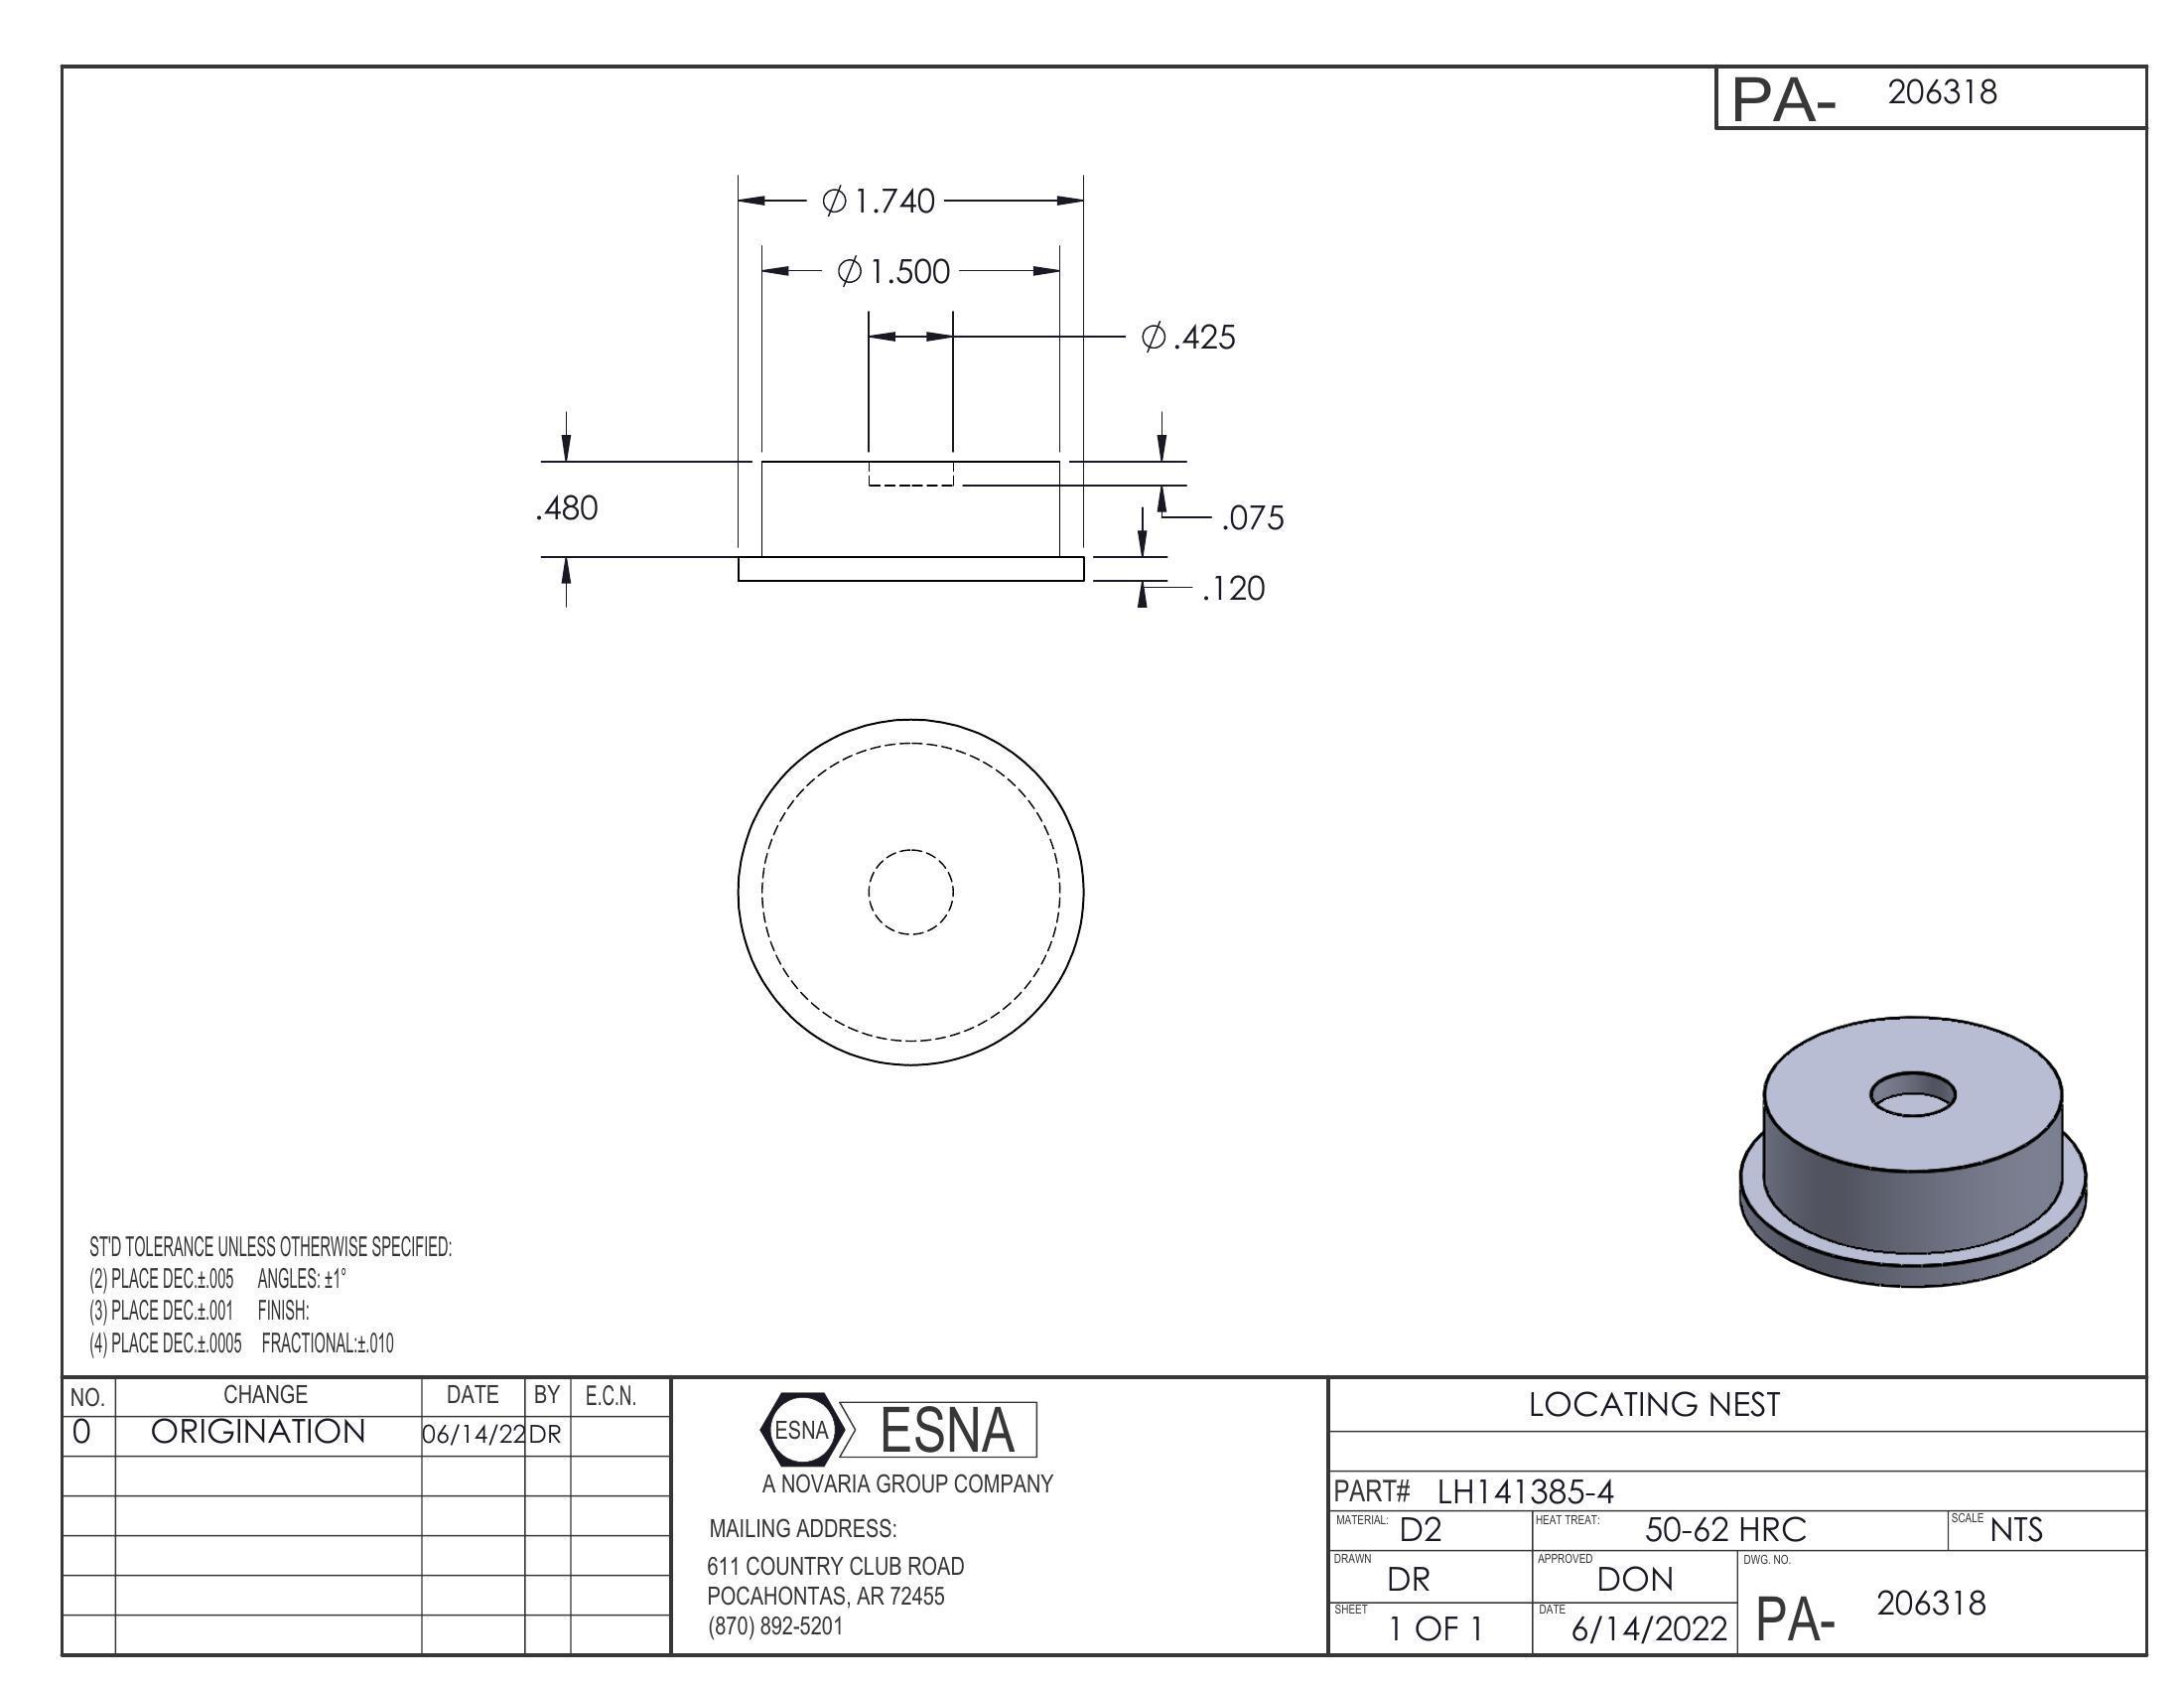 PA- 206318
⌀1.740
⌀1.500
⌀.425
.480
.075
.120
ST'D TOLERANCE UNLESS OTHERWISE SPECIFIED:
(2) PLACE DEC.±.005 ANGLES: ±1°
(3) PLACE DEC.±.001 FINISH:
(4) PLACE DEC.±.0005 FRACTIONAL:±.010
NO. CHANGE DATE BY E.C.N.
0 ORIGINATION 06/14/22 DR
ESNA ESNA
A NOVARIA GROUP COMPANY
MAILING ADDRESS:
611 COUNTRY CLUB ROAD
POCAHONTAS, AR 72455
(870) 892-5201
LOCATING NEST
PART# LH141385-4
MATERIAL: D2 HEAT TREAT: 50-62 HRC SCALE NTS
DRAWN DR APPROVED DON DWG. NO.
PA- 206318
SHEET 1 OF 1 DATE 6/14/2022